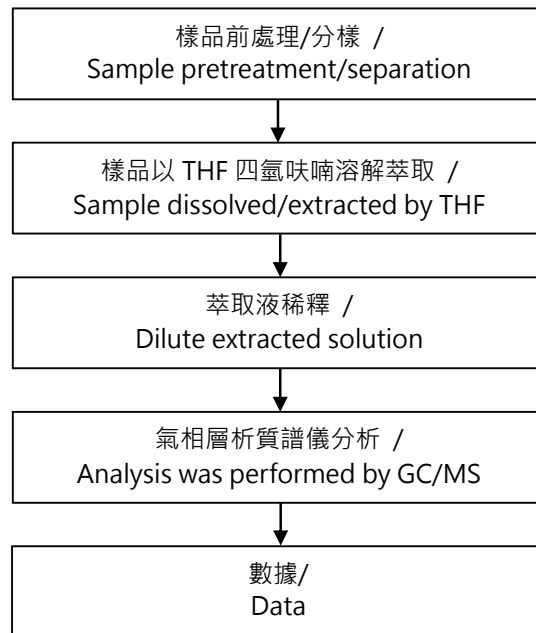 樣品前處理/分樣 /
Sample pretreatment/separation
樣品以 THF 四氫呋喃溶解萃取 /
Sample dissolved/extracted by THF
萃取液稀釋 /
Dilute extracted solution
氣相層析質譜儀分析 /
Analysis was performed by GC/MS
數據/
Data